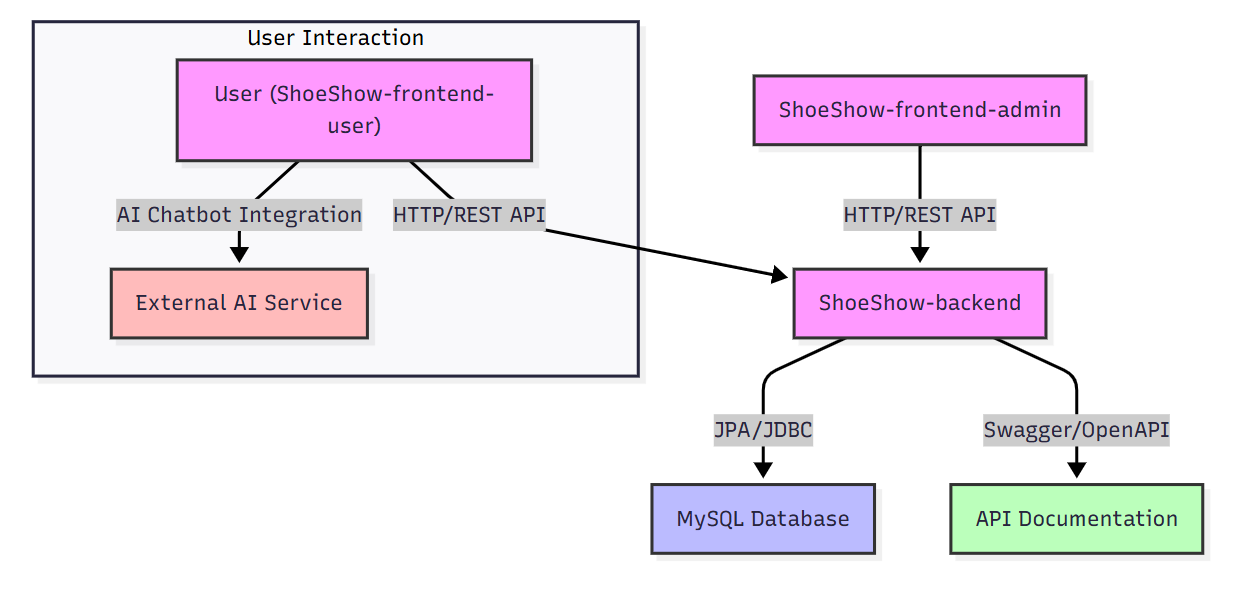 User Interaction
User (ShoeShow-frontend-
user)
ShoeShow-frontend-admin
AI Chatbot Integration
HTTP/REST API
HTTP/REST API
External AI Service
ShoeShow-backend
JPA/JDBC
Swagger/OpenAPI
MySQL Database
API Documentation